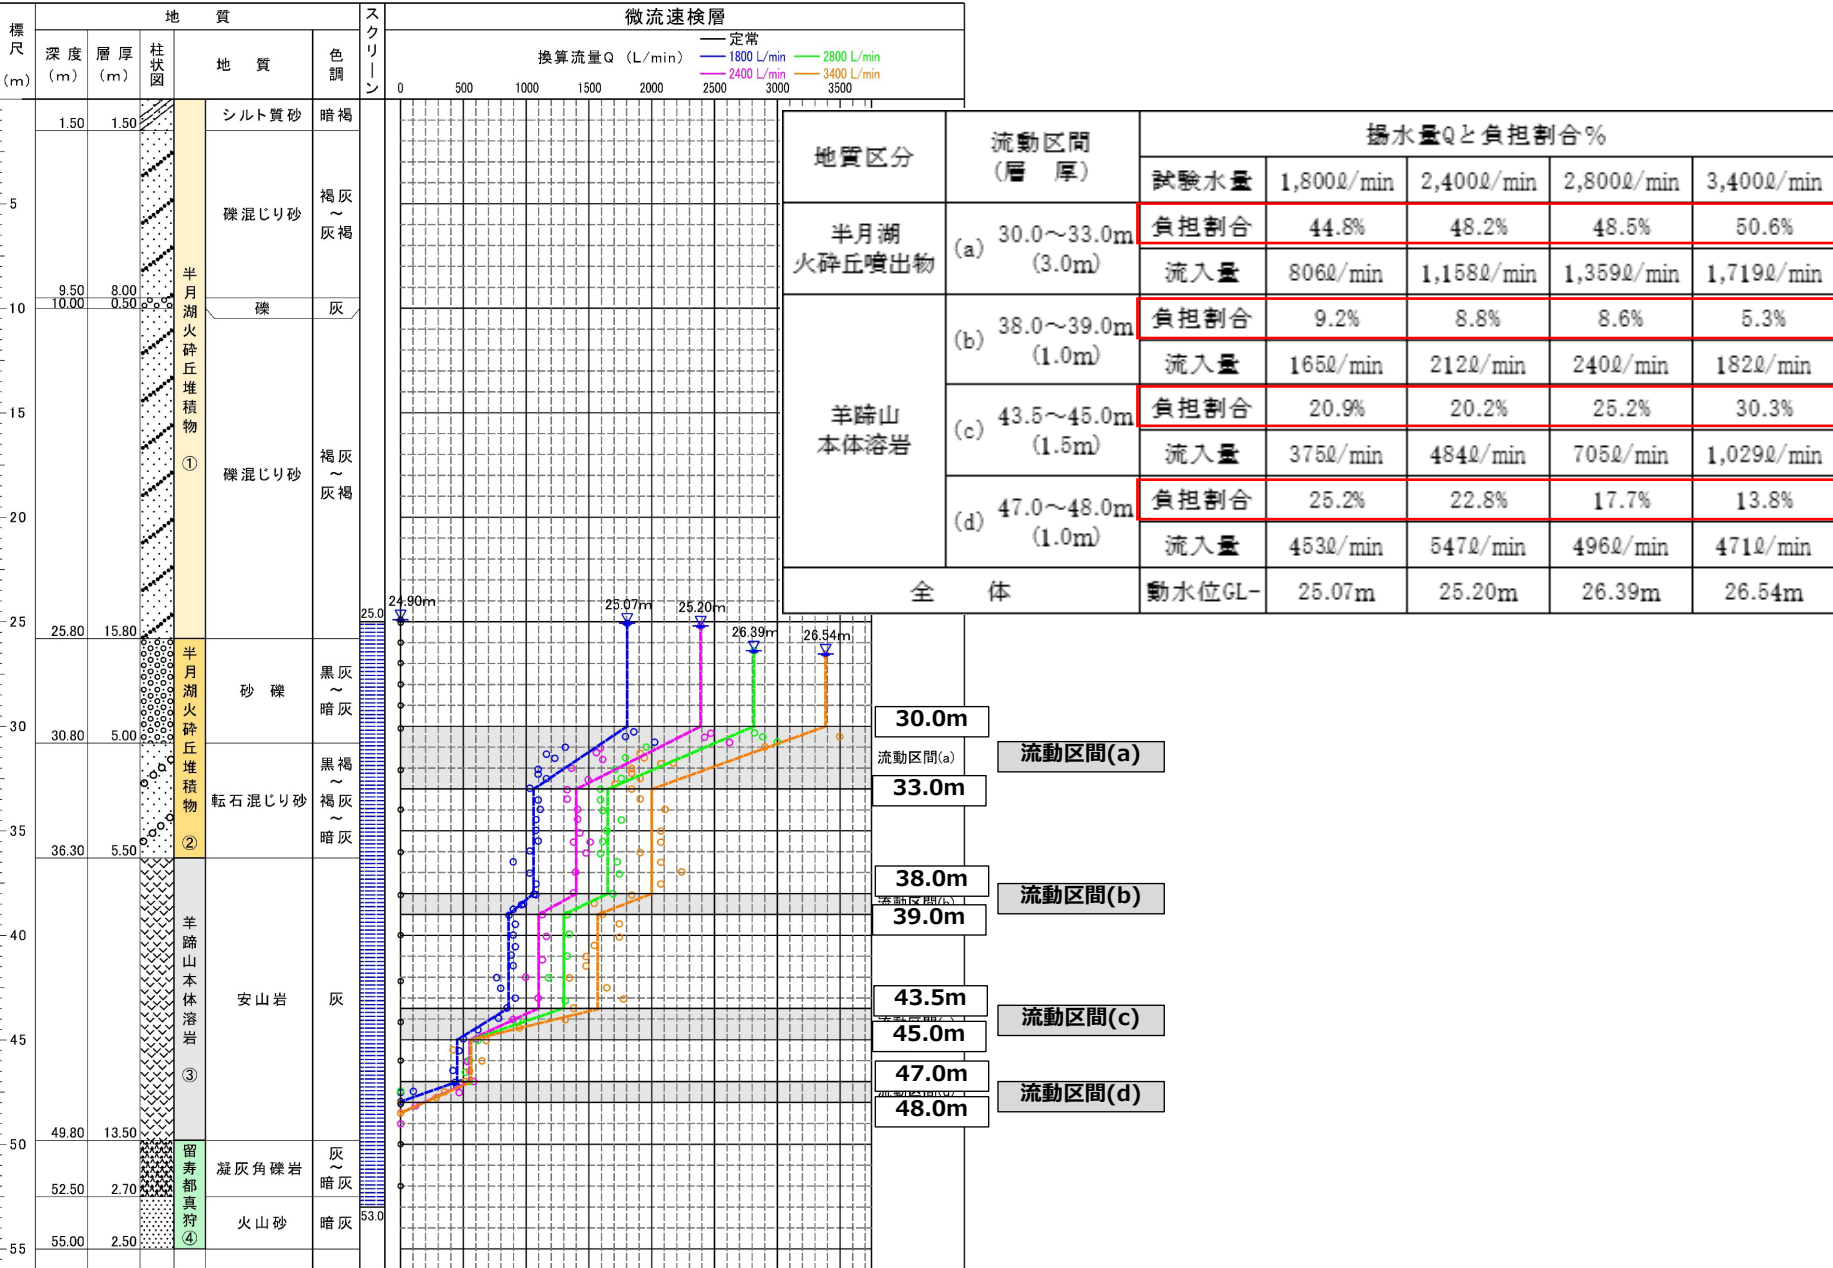 標尺
(m)
地 質
深度
(m)
層厚
(m)
柱状図
地 質
色調
スクリーン
微流速検層
換算流量Q (L/min)
定常
1800 L/min
2800 L/min
2400 L/min
3400 L/min
0 500 1000 1500 2000 2500 3000 3500
1.50 1.50 シルト質砂 暗褐
5
礫混じり砂 褐灰～灰褐
9.50 8.00
10.00 0.50 礫 灰
10
半月湖火砕丘堆積物 ①
15
礫混じり砂 褐灰～灰褐
20
25
25.80 15.80
25.0
半月湖火砕丘堆積物 ②
砂礫 黒灰～暗灰
30
30.80 5.00
転石混じり砂 黒褐～褐灰～暗灰
35
36.30 5.50
羊蹄山本体溶岩 ③
40
安山岩 灰
45
49.80 13.50
50
留寿都真狩 ④
凝灰角礫岩 灰～暗灰
52.50 2.70
火山砂 暗灰
53.0
55.00 2.50
55
24.90m
25.07m
25.20m
26.39m
26.54m
地質区分 流動区間(層 厚) 揚水量Qと負担割合%
試験水量 1,800ℓ/min 2,400ℓ/min 2,800ℓ/min 3,400ℓ/min
半月湖火砕丘噴出物 (a) 30.0～33.0m (3.0m)
負担割合 44.8% 48.2% 48.5% 50.6%
流入量 806ℓ/min 1,158ℓ/min 1,359ℓ/min 1,719ℓ/min
羊蹄山本体溶岩
(b) 38.0～39.0m (1.0m)
負担割合 9.2% 8.8% 8.6% 5.3%
流入量 165ℓ/min 212ℓ/min 240ℓ/min 182ℓ/min
(c) 43.5～45.0m (1.5m)
負担割合 20.9% 20.2% 25.2% 30.3%
流入量 375ℓ/min 484ℓ/min 705ℓ/min 1,029ℓ/min
(d) 47.0～48.0m (1.0m)
負担割合 25.2% 22.8% 17.7% 13.8%
流入量 453ℓ/min 547ℓ/min 496ℓ/min 471ℓ/min
全 体 動水位GL- 25.07m 25.20m 26.39m 26.54m
30.0m
流動区間(a)
流動区間(a)
33.0m
38.0m
流動区間(b)
39.0m
43.5m
流動区間(c)
45.0m
47.0m
流動区間(d)
48.0m